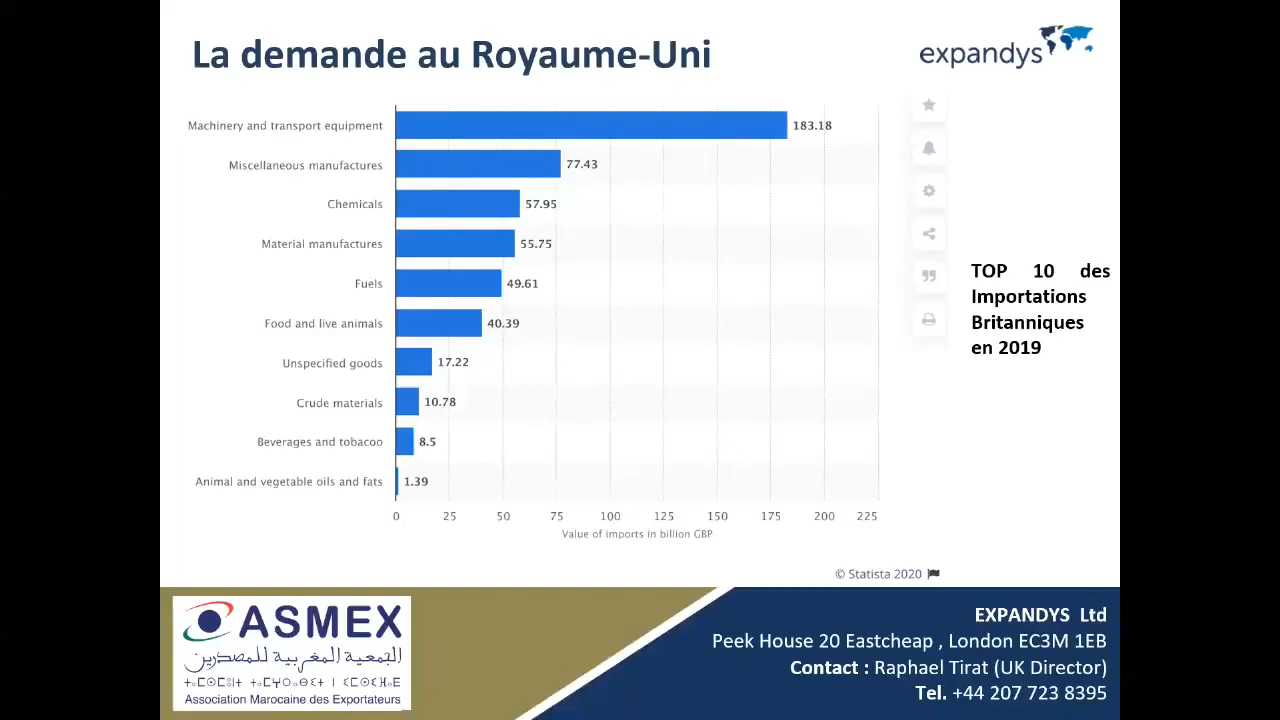 La demande au Royaume-Uni
expandys
Machinery and transport equipment 183.18
Miscellaneous manufactures 77.43
Chemicals 57.95
Material manufactures 55.75
Fuels 49.61
Food and live animals 40.39
Unspecified goods 17.22
Crude materials 10.78
Beverages and tobacoo 8.5
Animal and vegetable oils and fats 1.39
0 25 50 75 100 125 150 175 200 225
Value of imports in billion GBP
© Statista 2020
TOP 10 des
Importations
Britanniques
en 2019
ASMEX
الجمعية المغربية للمصدرين
Association Marocaine des Exportateurs
EXPANDYS Ltd
Peek House 20 Eastcheap , London EC3M 1EB
Contact : Raphael Tirat (UK Director)
Tel. +44 207 723 8395